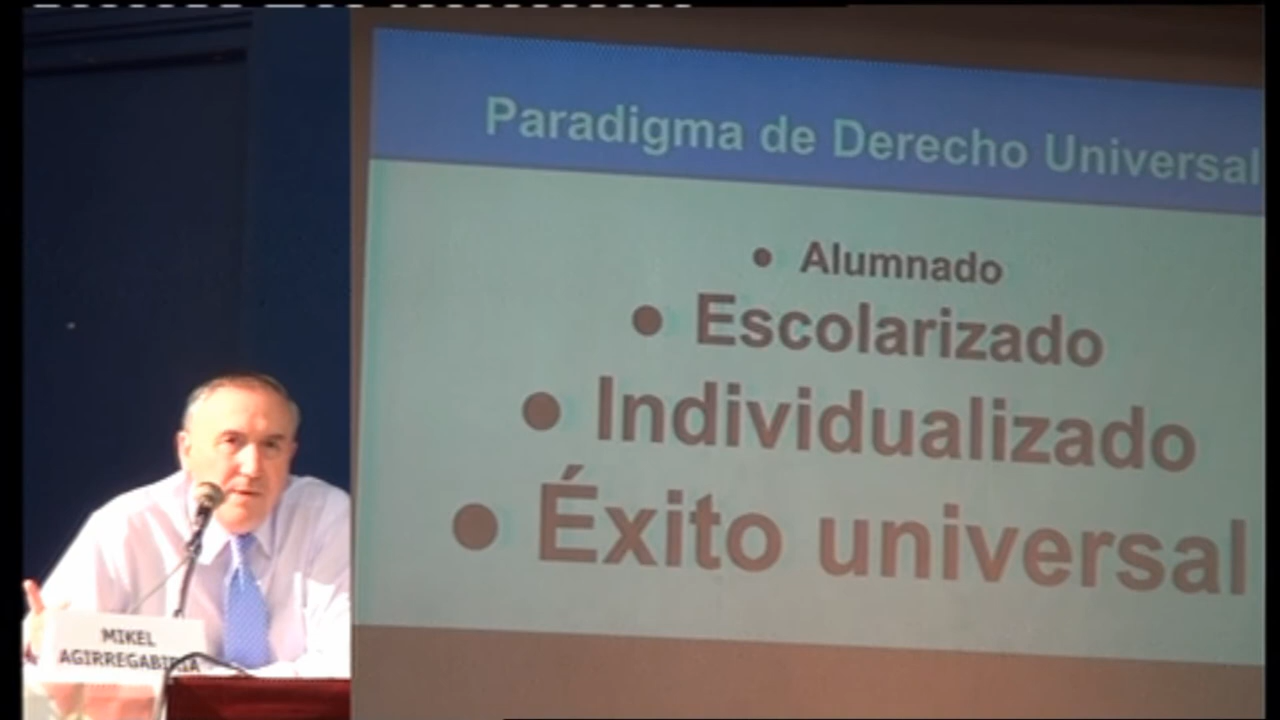 Paradigma de Derecho Universal
• Alumnado
• Escolarizado
• Individualizado
• Éxito universal
MIKEL
AGIRREGABIRIA